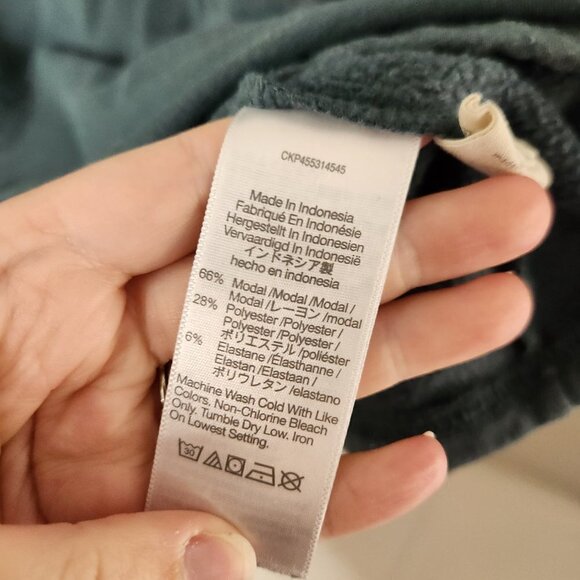 CKP455314545
Made In Indonesia
Fabriqué En Indonésie
Hergestellt In Indonesien
Vervaardigd In Indonesië
インドネシア製
hecho en indonesia
66% Modal /Modal /Modal /
Modal /レーヨン /modal
28% Polyester /Polyester /
Polyester /Polyester /
ポリエステル /poliéster
6% Elastane /Élasthanne /
Elastan /Elastaan /
ポリウレタン /elastano
Machine Wash Cold With Like
Colors, Non-Chlorine Bleach
Only. Tumble Dry Low. Iron
On Lowest Setting.
30